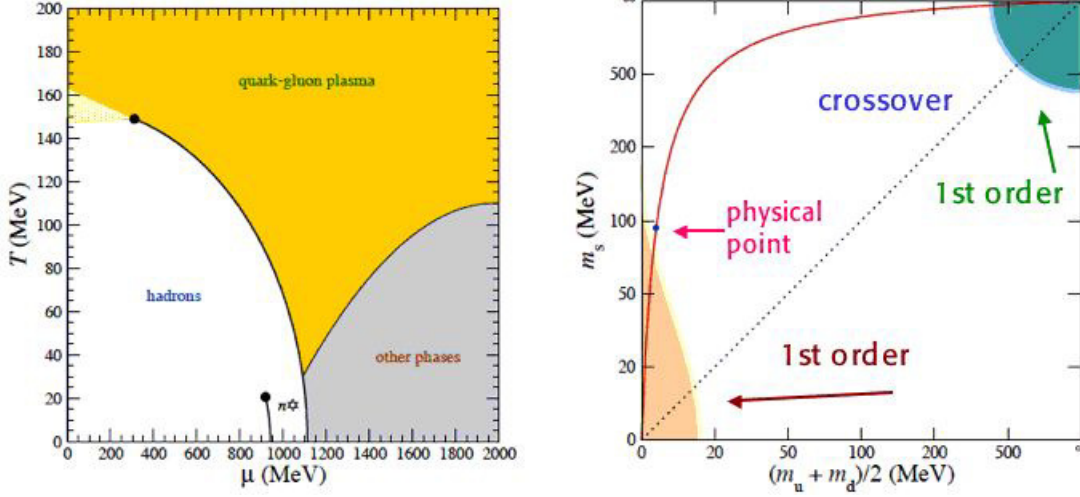 200
180
160
140
120
100
80
60
40
20
0
T (MeV)
quark-gluon plasma
hadrons
other phases
n☆
0 200 400 600 800 1000 1200 1400 1600 1800 2000
μ (MeV)
∞
500
200
100
50
20
0
m_s (MeV)
crossover
1st order
physical
point
1st order
0 20 50 100 200 500
(m_u + m_d)/2 (MeV)